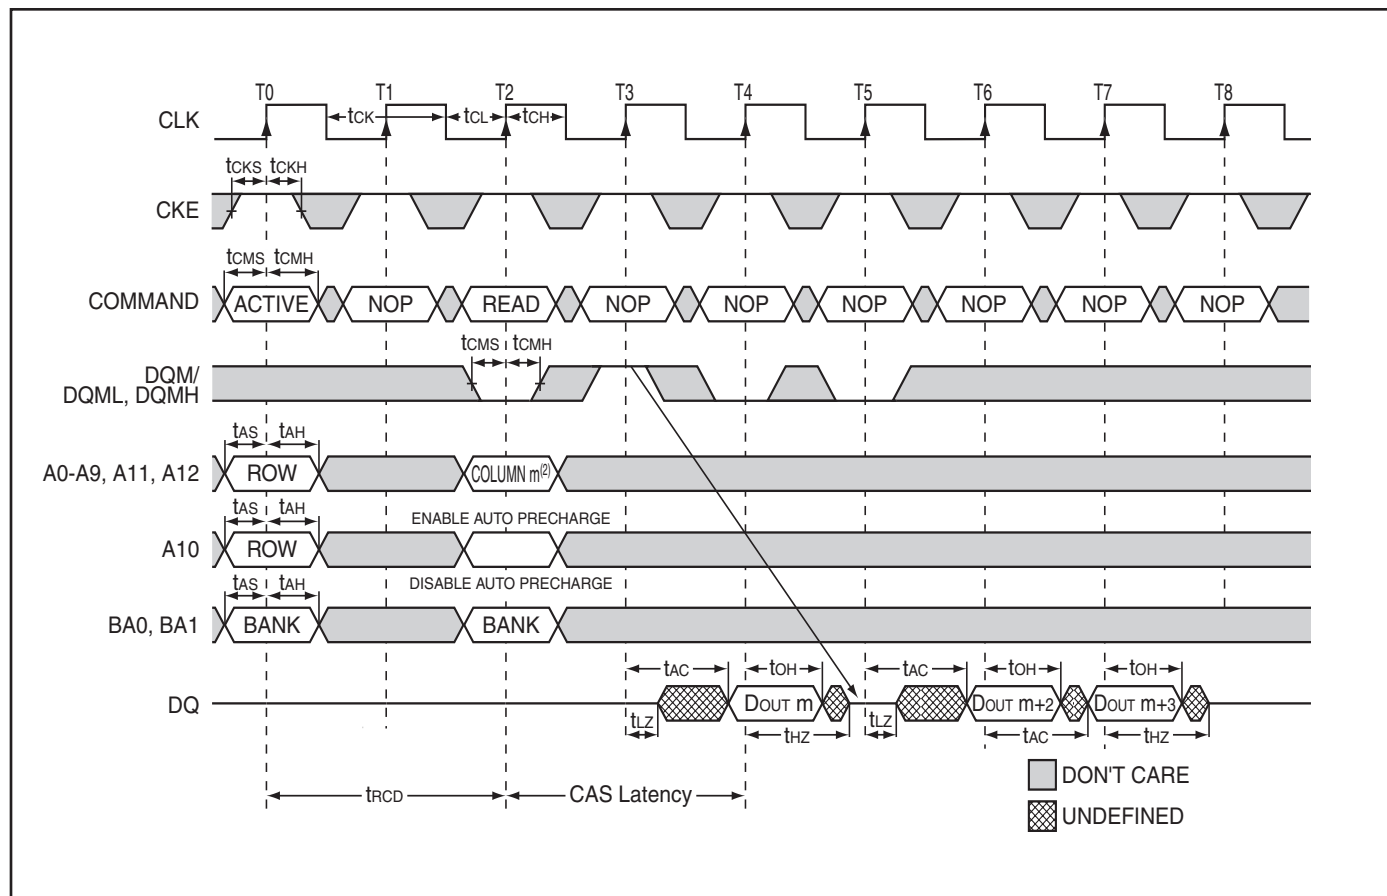 T0 T1 T2 T3 T4 T5 T6 T7 T8
CLK tCK tCL tCH
tCKS tCKH
CKE
tCMS tCMH
COMMAND ACTIVE NOP READ NOP NOP NOP NOP NOP NOP
tCMS tCMH
DQM/
DQML, DQMH
tAS tAH
A0-A9, A11, A12 ROW COLUMN m(2)
tAS tAH ENABLE AUTO PRECHARGE
A10 ROW
tAS tAH DISABLE AUTO PRECHARGE
BA0, BA1 BANK BANK
tAC tOH tAC tOH tOH
DQ DOUT m DOUT m+2 DOUT m+3
tLZ tHZ tLZ tAC tHZ
DON'T CARE
tRCD CAS Latency
UNDEFINED